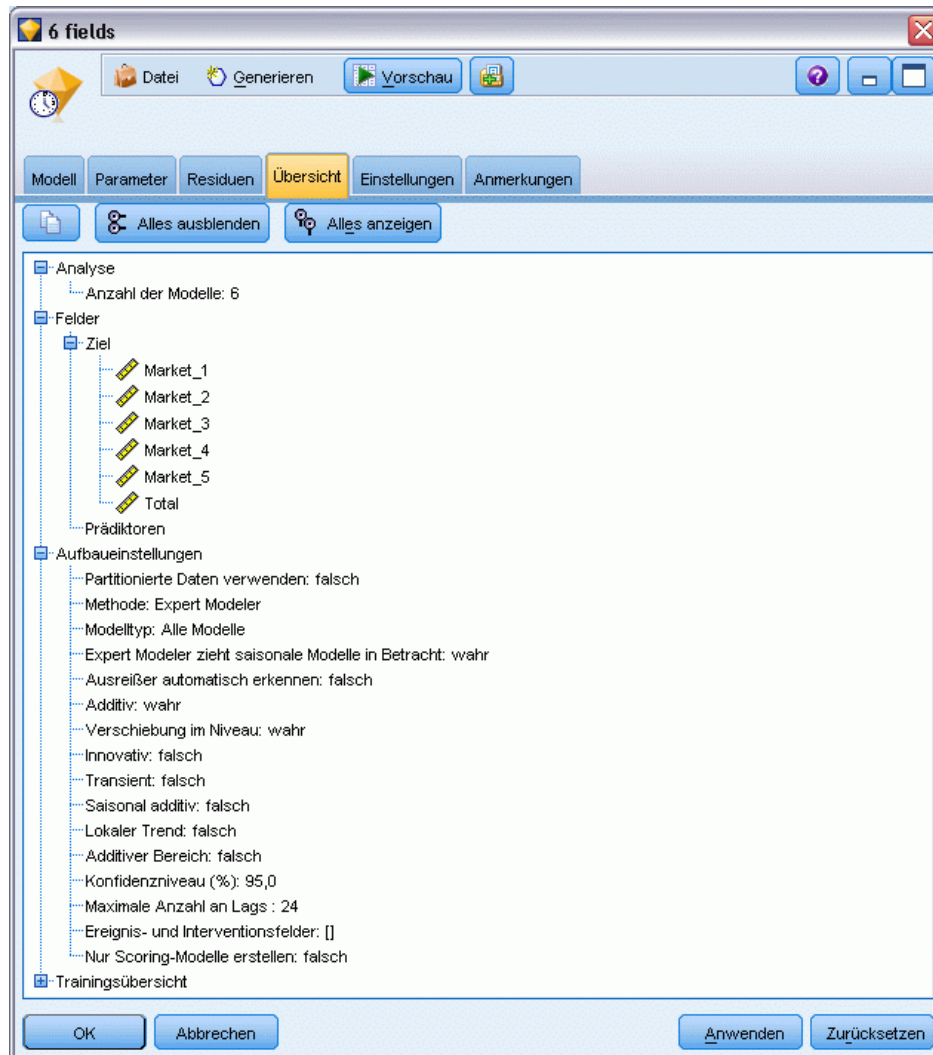 6 fields
Datei Generieren Vorschau
Modell Parameter Residuen Übersicht Einstellungen Anmerkungen
Alles ausblenden Alles anzeigen
Analyse
Anzahl der Modelle: 6
Felder
Ziel
Market_1
Market_2
Market_3
Market_4
Market_5
Total
Prädiktoren
Aufbaueinstellungen
Partitionierte Daten verwenden: falsch
Methode: Expert Modeler
Modelltyp: Alle Modelle
Expert Modeler zieht saisonale Modelle in Betracht: wahr
Ausreißer automatisch erkennen: falsch
Additiv: wahr
Verschiebung im Niveau: wahr
Innovativ: falsch
Transient: falsch
Saisonal additiv: falsch
Lokaler Trend: falsch
Additiver Bereich: falsch
Konfidenzniveau (%): 95,0
Maximale Anzahl an Lags : 24
Ereignis- und Interventionsfelder: []
Nur Scoring-Modelle erstellen: falsch
Trainingsübersicht
OK Abbrechen Anwenden Zurücksetzen